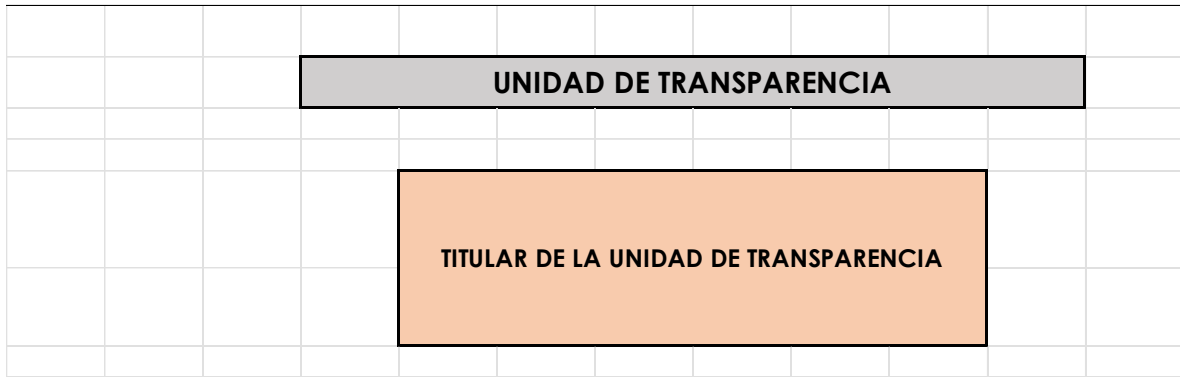 UNIDAD DE TRANSPARENCIA
TITULAR DE LA UNIDAD DE TRANSPARENCIA